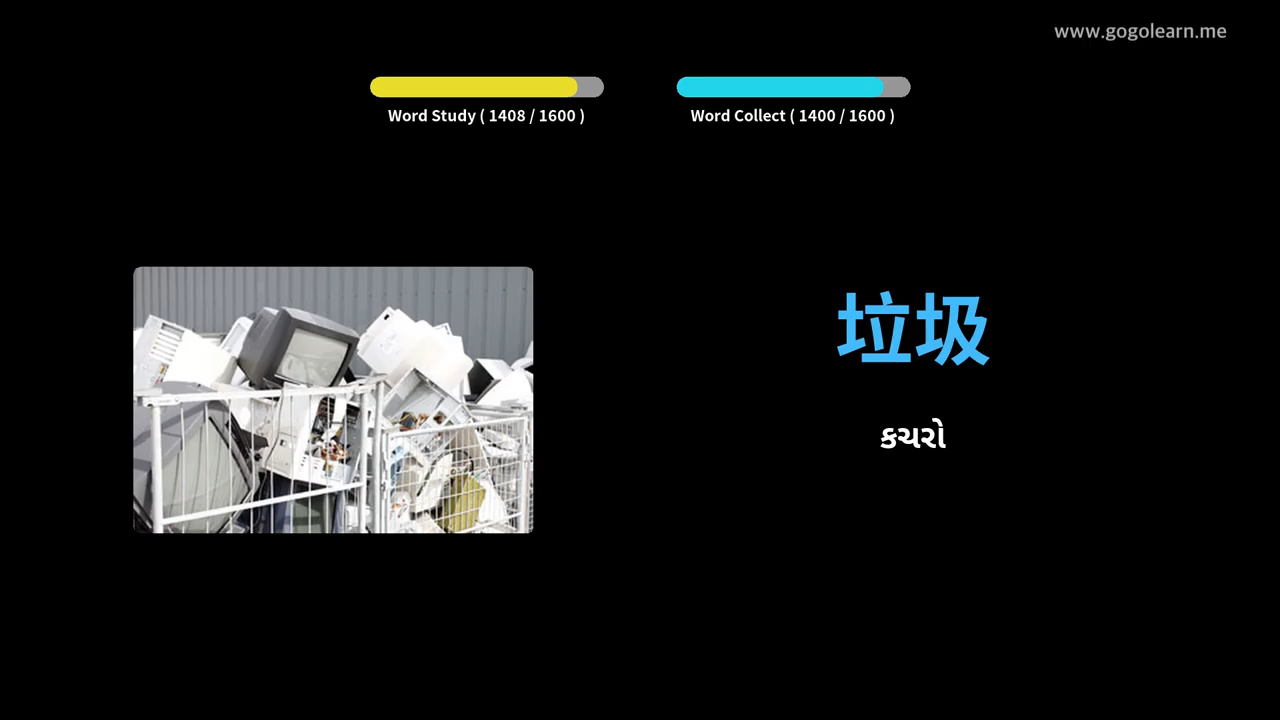 www.gogolearn.me
Word Study ( 1408 / 1600 )
Word Collect ( 1400 / 1600 )
垃圾
કચરો